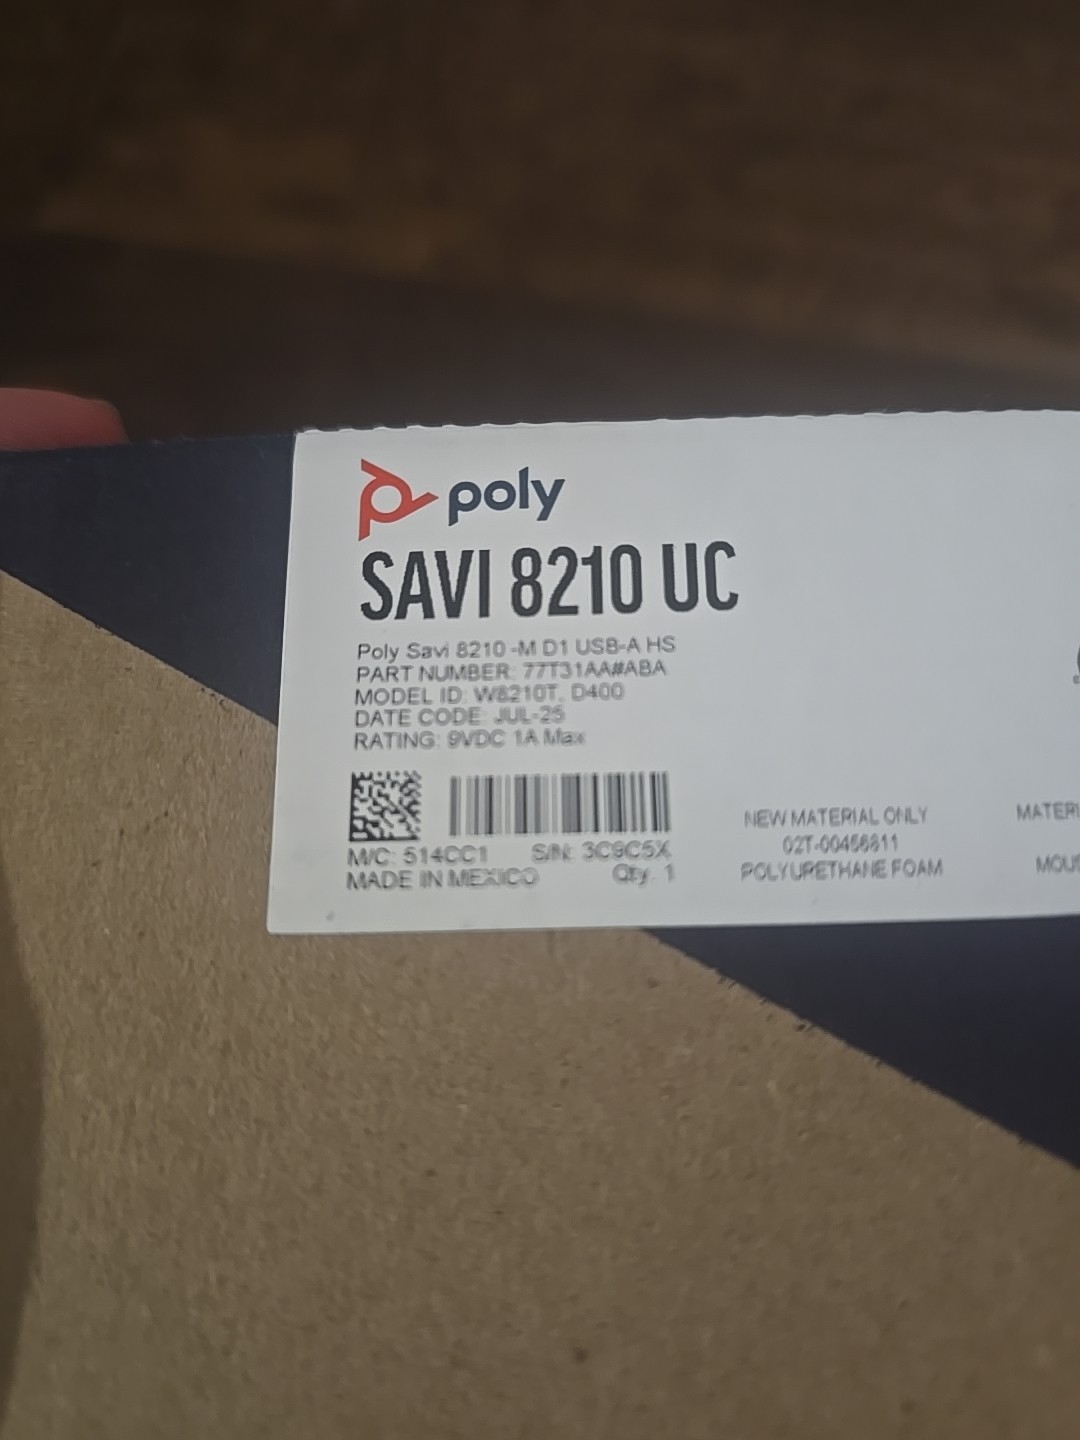 poly
SAVI 8210 UC
Poly Savi 8210 -M D1 USB-A HS
PART NUMBER: 77T31AA#ABA
MODEL ID: W8210T, D400
DATE CODE: JUL-25
RATING: 9VDC 1A Max
M/C: 514CC1 S/N: 3C9C5X
MADE IN MEXICO Qty. 1
NEW MATERIAL ONLY
POLYURETHANE FOAM